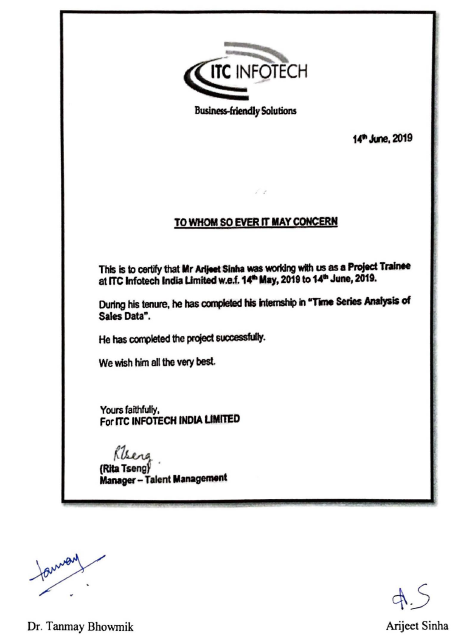 ITC INFOTECH
Business-friendly Solutions
14th June, 2019
TO WHOM SO EVER IT MAY CONCERN
This is to certify that Mr Arijeet Sinha was working with us as a Project Trainee
at ITC Infotech India Limited w.e.f. 14th May, 2019 to 14th June, 2019.
During his tenure, he has completed his internship in "Time Series Analysis of
Sales Data".
He has completed the project successfully.
We wish him all the very best.
Yours faithfully,
For ITC INFOTECH INDIA LIMITED
RTseng
(Rita Tseng)
Manager – Talent Management
tanmay
A.S
Dr. Tanmay Bhowmik
Arijeet Sinha